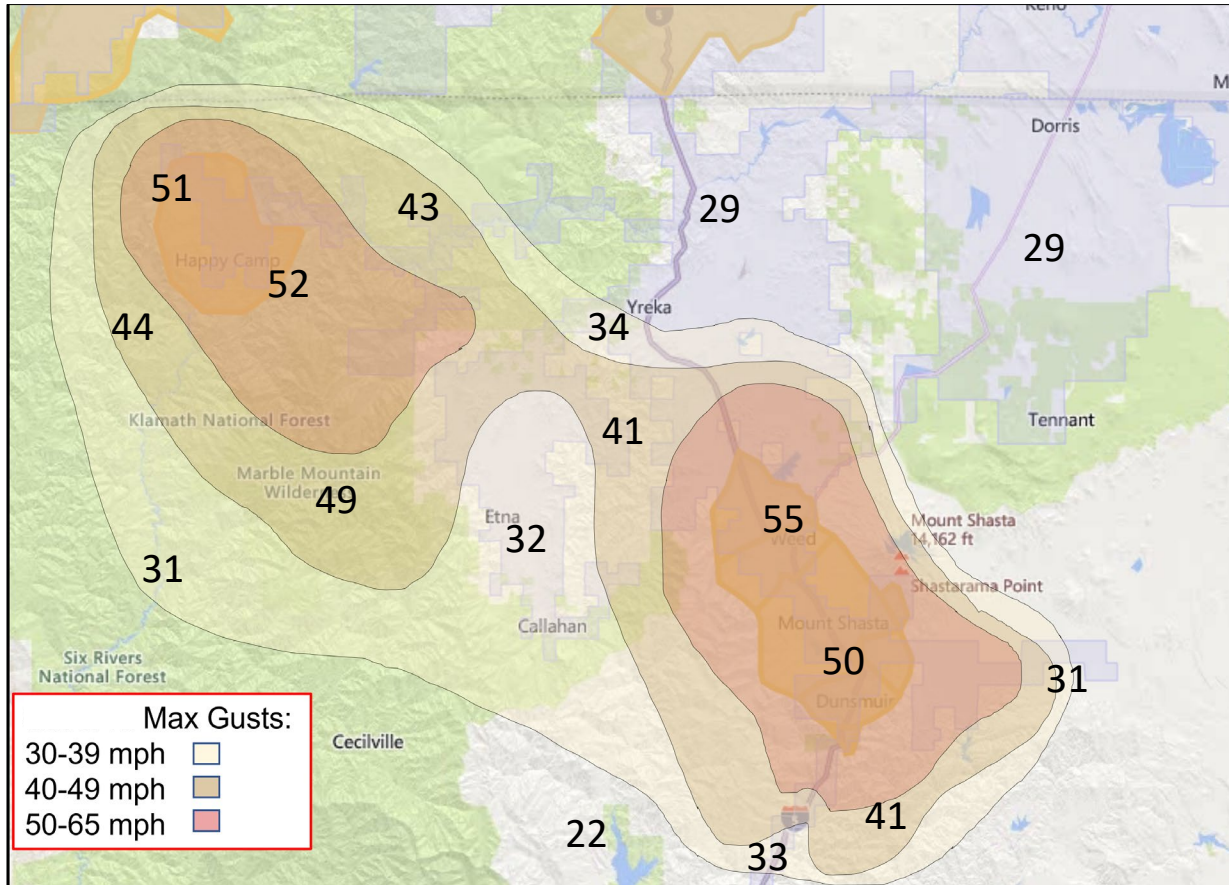 5
Keno
M
Dorris
51
43
29
29
Happy Camp
52
44
34
Yreka
Klamath National Forest
41
Tennant
Marble Mountain
49
Etna
32
55
Weed
Mount Shasta
14,162 ft
31
Shastarama Point
Callahan
Mount Shasta
50
31
Six Rivers
National Forest
Dunsmuir
Cecilville
Max Gusts:
30-39 mph
40-49 mph
50-65 mph
22
41
33